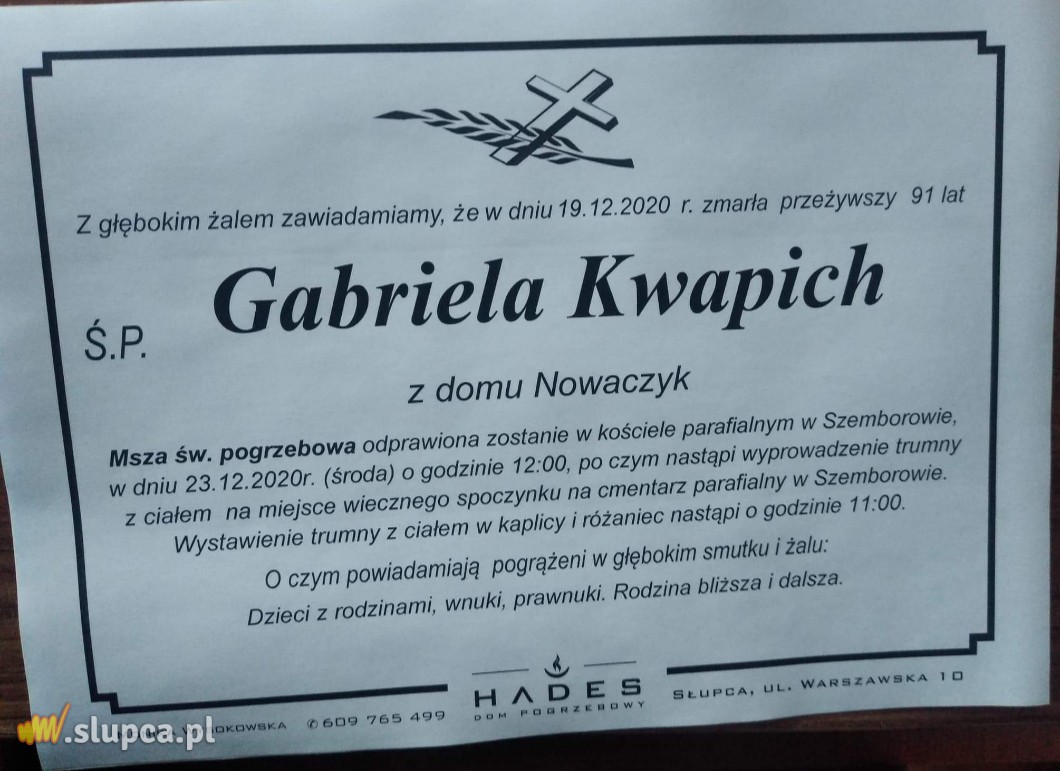 Z głębokim żalem zawiadamiamy, że w dniu 19.12.2020 r. zmarła przeżywszy 91 lat
Ś.P.
Gabriela Kwapich
z domu Nowaczyk
Msza św. pogrzebowa odprawiona zostanie w kościele parafialnym w Szemborowie,
w dniu 23.12.2020r. (środa) o godzinie 12:00, po czym nastąpi wyprowadzenie trumny
z ciałem na miejsce wiecznego spoczynku na cmentarz parafialny w Szemborowie.
Wystawienie trumny z ciałem w kaplicy i różaniec nastąpi o godzinie 11:00.
O czym powiadamiają pogrążeni w głębokim smutku i żalu:
Dzieci z rodzinami, wnuki, prawnuki. Rodzina bliższa i dalsza.
✆609 765 499
HADES
DOM POGRZEBOWY
SŁUPCA, UL. WARSZAWSKA 10
.slupca.pl